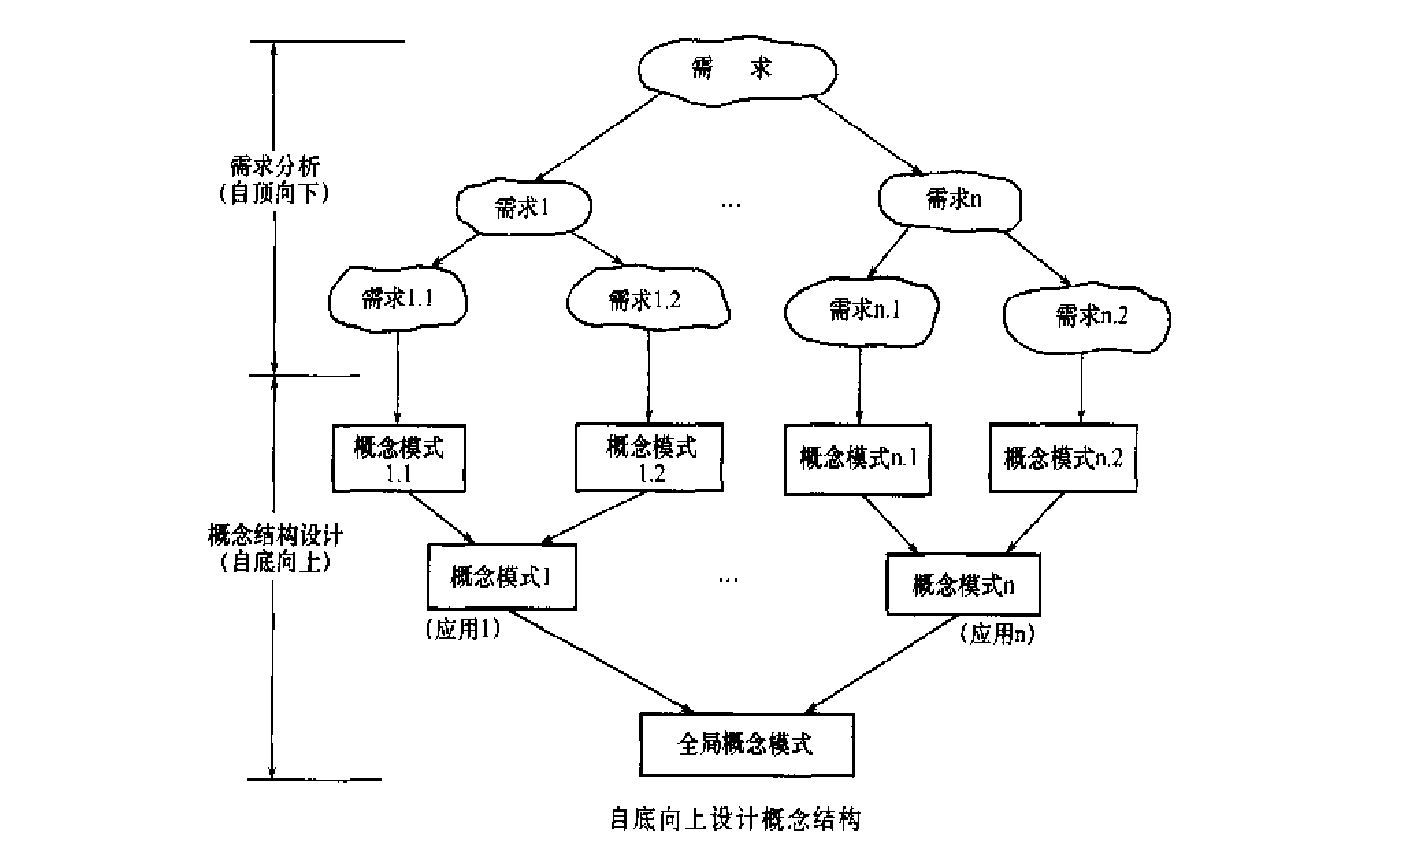 需 求
需求分析
(自顶向下)
需求1
…
需求n
需求1.1
需求1.2
需求n.1
需求n.2
概念模式
1.1
概念模式
1.2
概念模式n.1
概念模式n.2
概念结构设计
(自底向上)
概念模式1
…
概念模式n
(应用1)
(应用n)
全局概念模式
自底向上设计概念结构